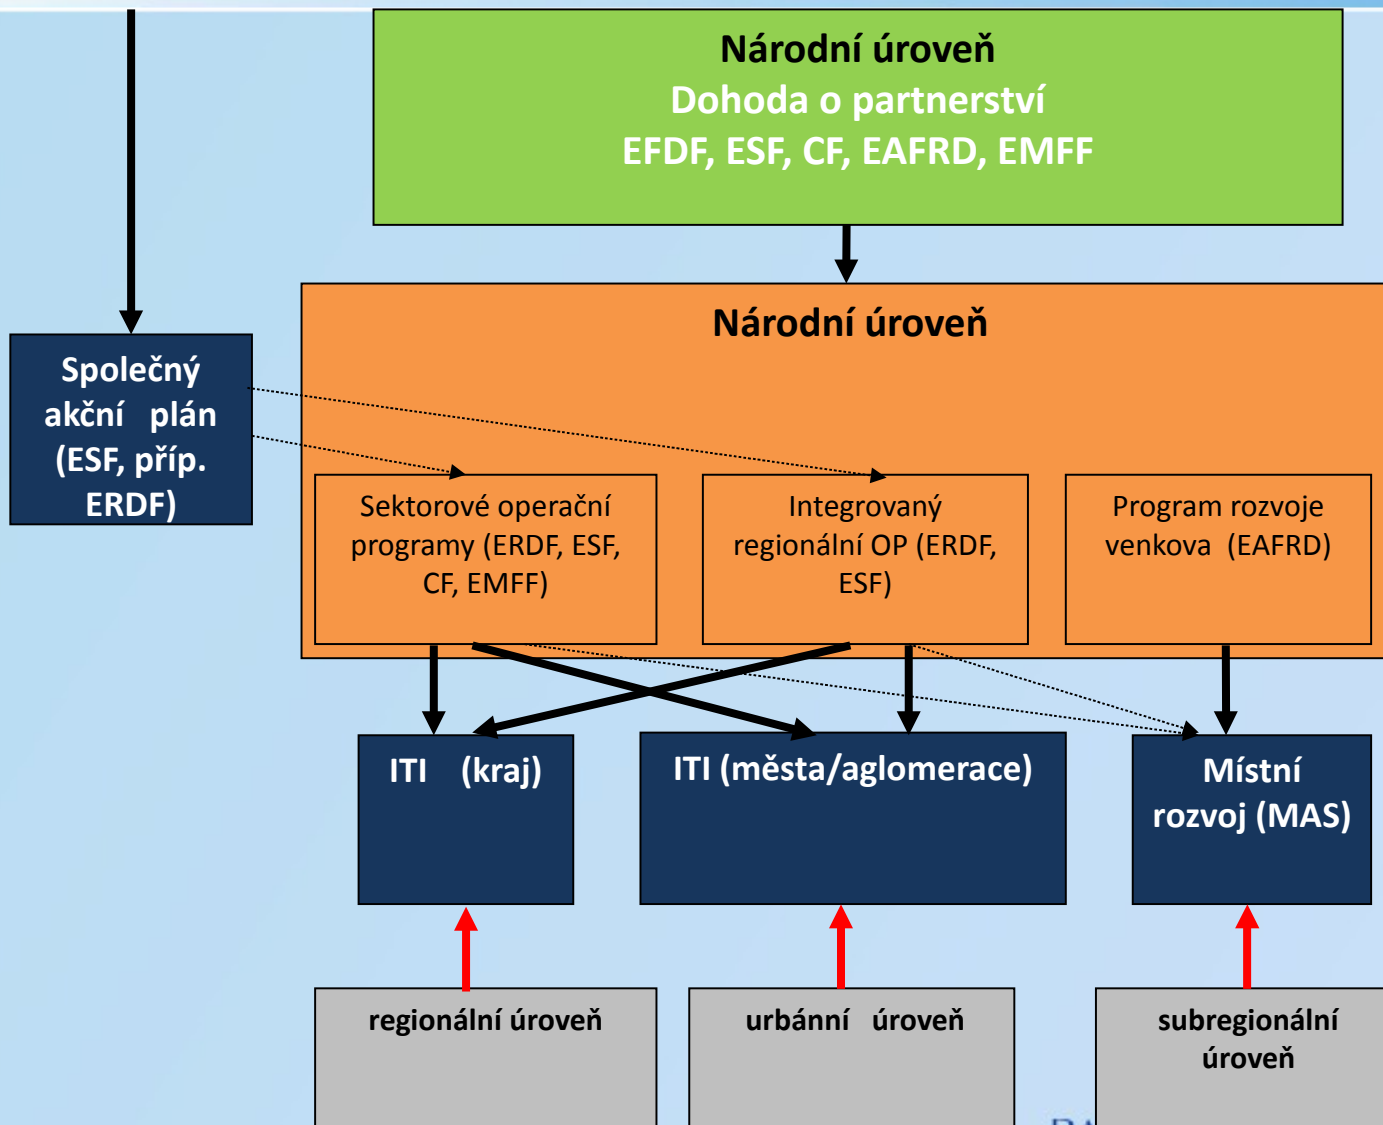 Národní úroveň
Dohoda o partnerství
EFDF, ESF, CF, EAFRD, EMFF
Národní úroveň
Společný
akční plán
(ESF, příp.
ERDF)
Sektorové operační
programy (ERDF, ESF,
CF, EMFF)
Integrovaný
regionální OP (ERDF,
ESF)
Program rozvoje
venkova (EAFRD)
ITI (kraj)
ITI (města/aglomerace)
Místní
rozvoj (MAS)
regionální úroveň
urbánní úroveň
subregionální
úroveň